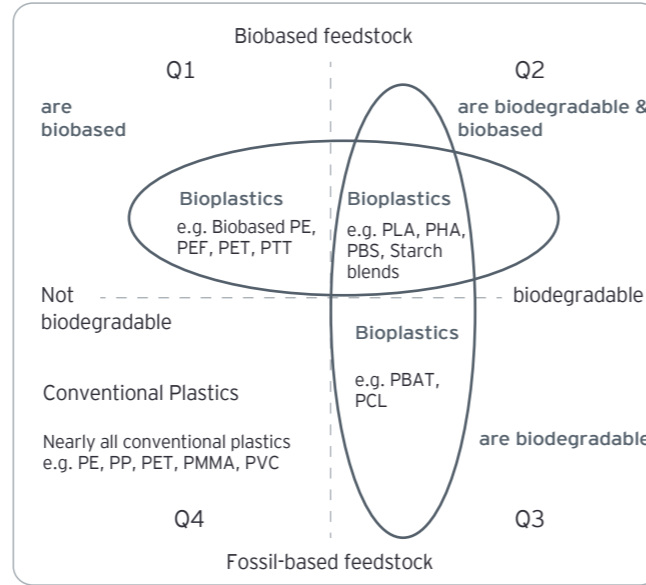 Biobased feedstock
Q1
Q2
are
biobased
are biodegradable &
biobased
Bioplastics
e.g. Biobased PE,
PEF, PET, PTT
Bioplastics
e.g. PLA, PHA,
PBS, Starch
blends
Not
biodegradable
biodegradable
Bioplastics
e.g. PBAT,
PCL
Conventional Plastics
Nearly all conventional plastics
e.g. PE, PP, PET, PMMA, PVC
are biodegradable
Q4
Q3
Fossil-based feedstock